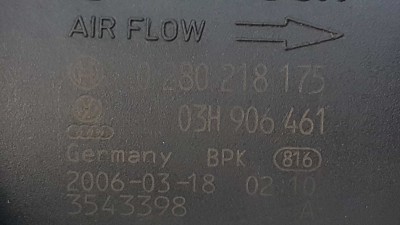 AIR FLOW
0 280 218 175
03H 906 461
Germany BPK 816
2006-03-18 02:10
3543398 A